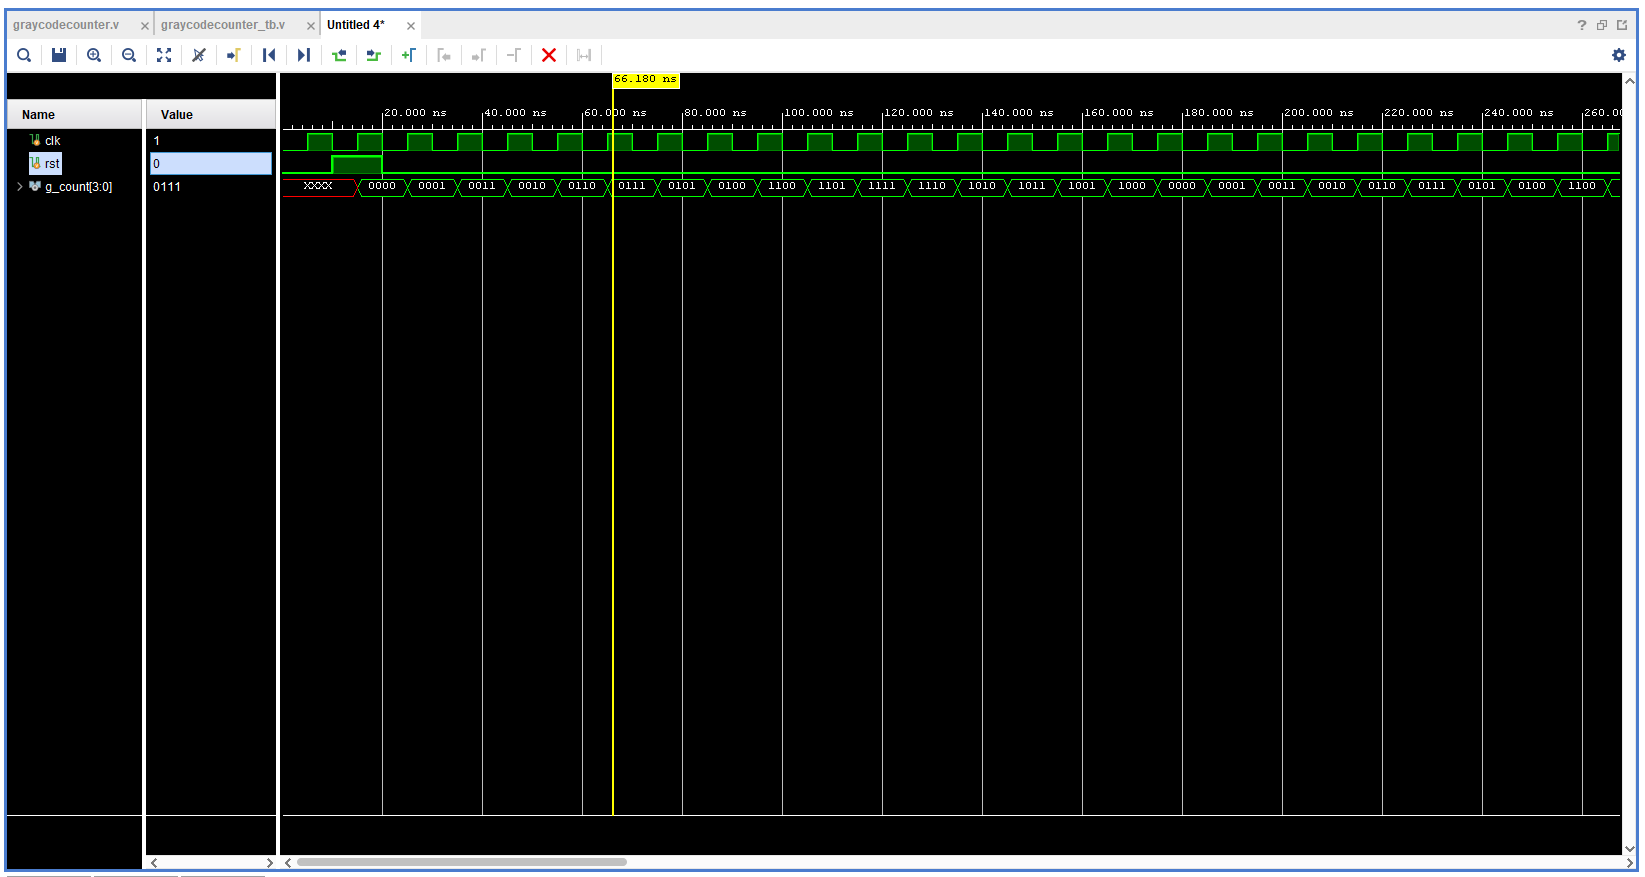 graycodecounter.v × graycodecounter_tb.v × Untitled 4* ×
?
66.180 ns
Name Value
20.000 ns 40.000 ns 60.000 ns 80.000 ns 100.000 ns 120.000 ns 140.000 ns 160.000 ns 180.000 ns 200.000 ns 220.000 ns 240.000 ns 260.0
clk 1
rst 0
g_count[3:0] 0111 XXXX 0000 0001 0011 0010 0110 0111 0101 0100 1100 1101 1111 1110 1010 1011 1001 1000 0000 0001 0011 0010 0110 0111 0101 0100 1100